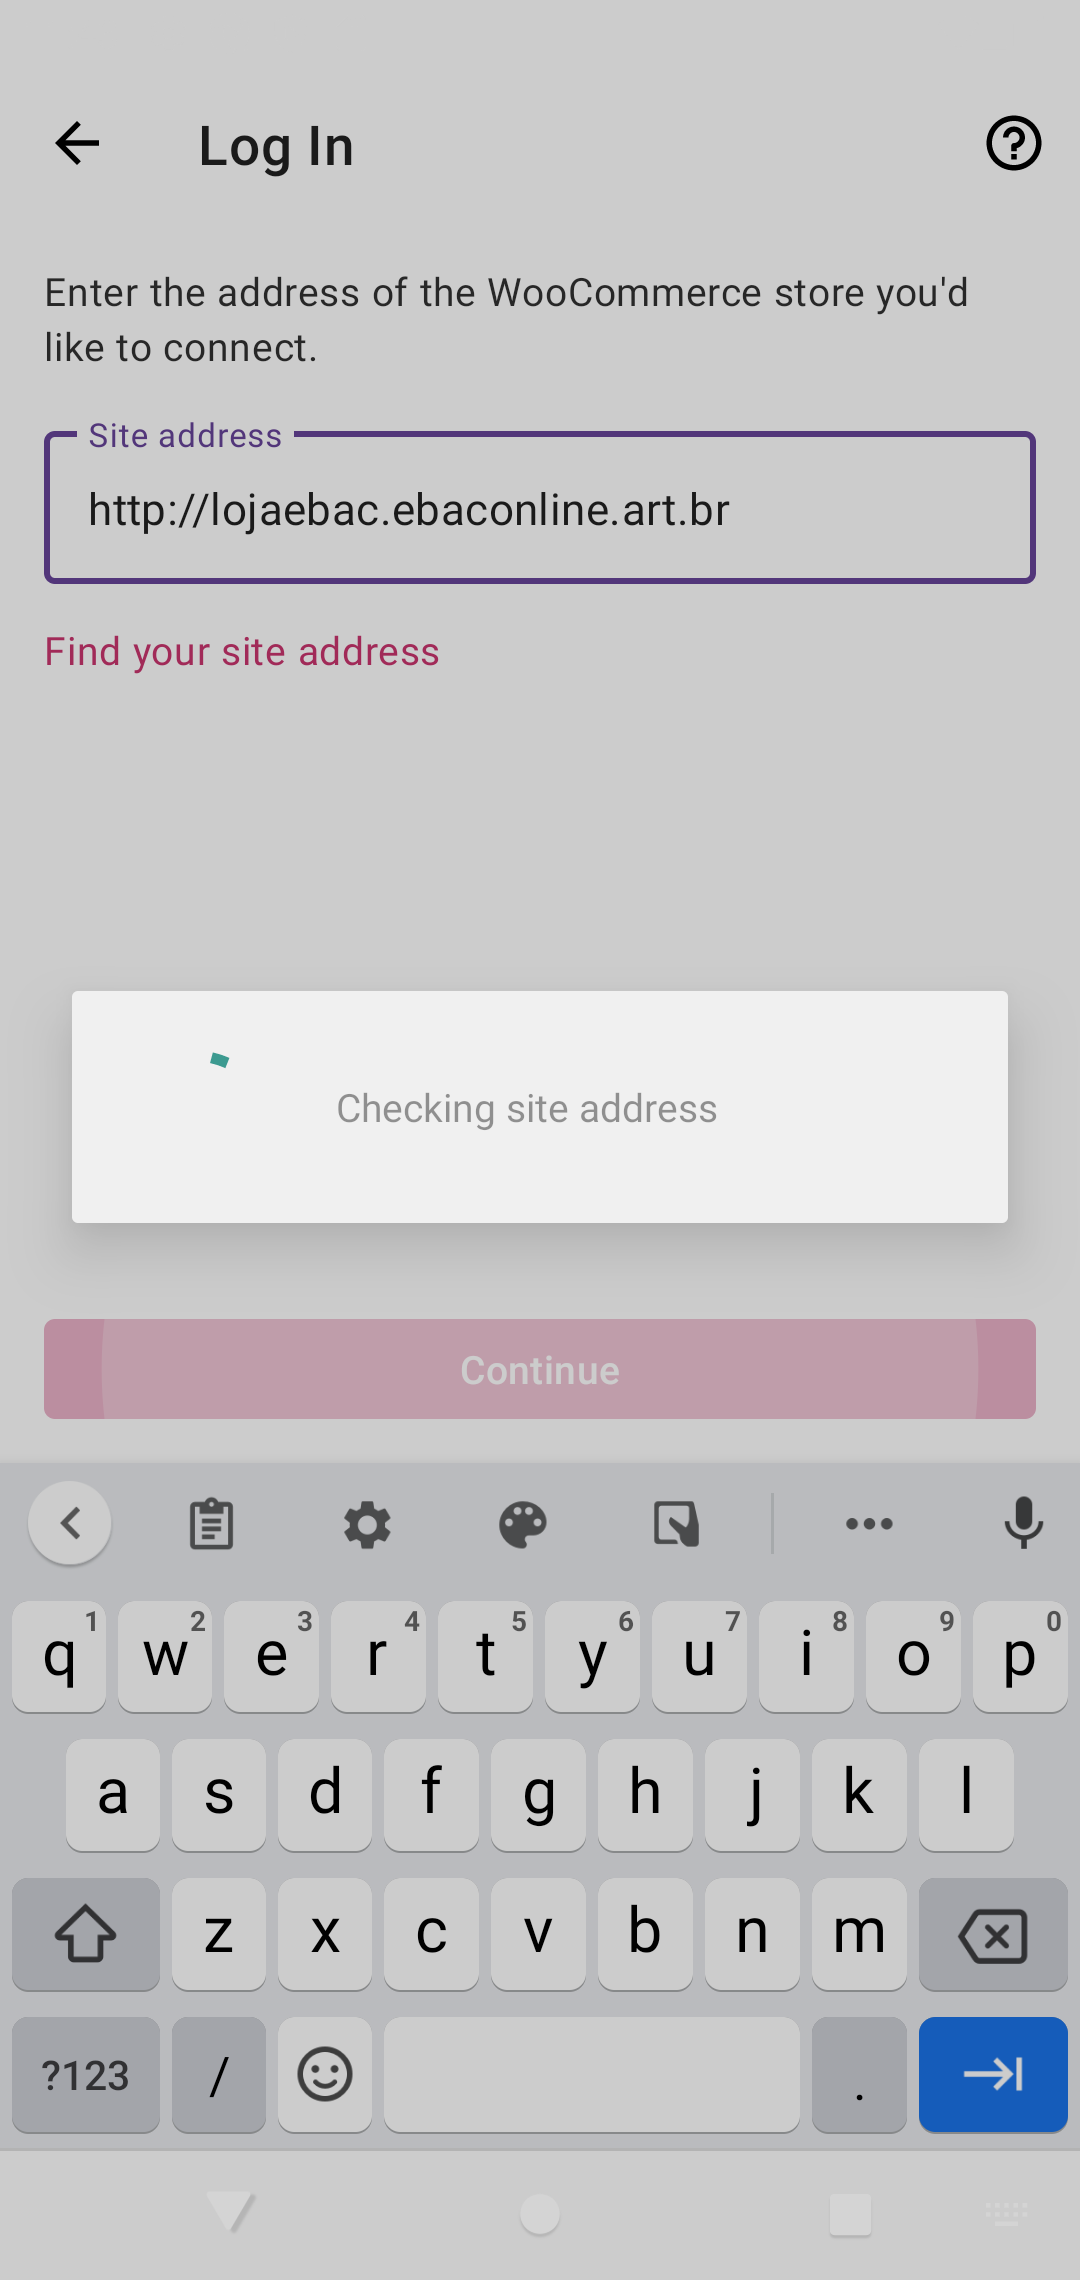 Log In
Enter the address of the WooCommerce store you'd
like to connect.
Site address
http://lojaebac.ebaconline.art.br
Find your site address
Checking site address
Continue
q 1 w 2 e 3 r 4 t 5 y 6 u 7 i 8 o 9 p 0
a s d f g h j k l
z x c v b n m
?123 / .